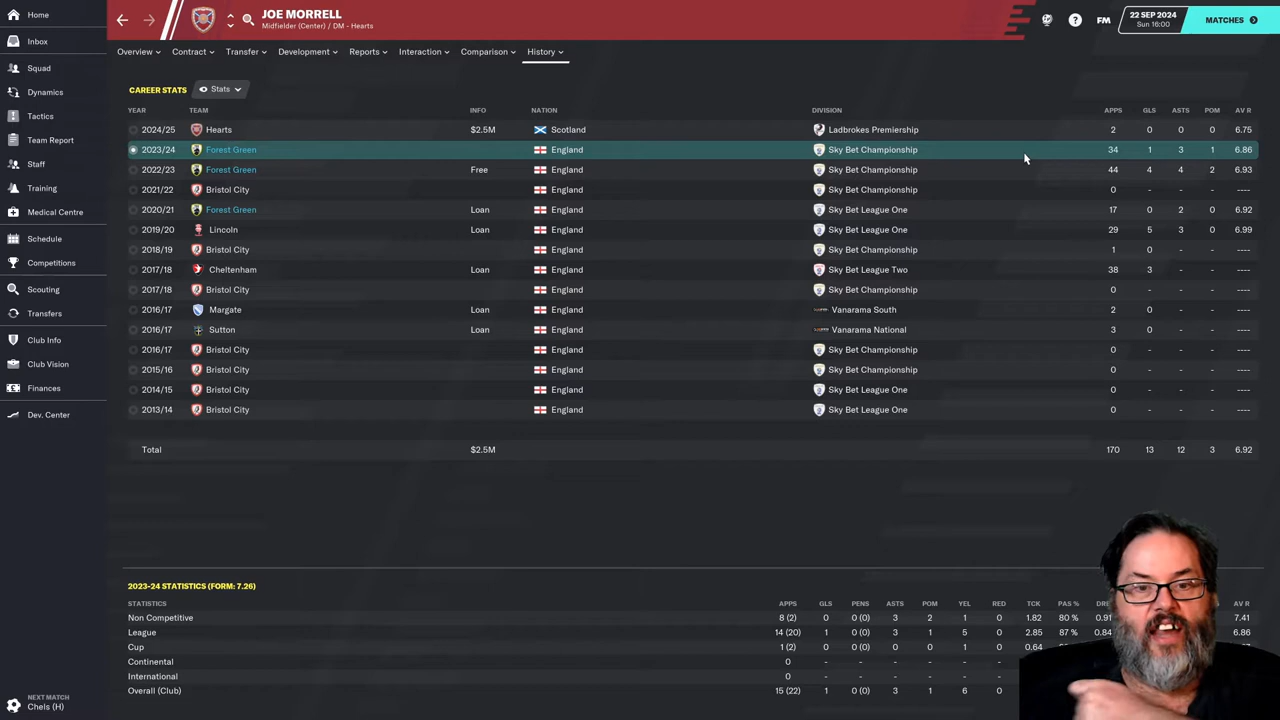 Home
Inbox
Squad
Dynamics
Tactics
Team Report
Staff
Training
Medical Centre
Schedule
Competitions
Scouting
Transfers
Club Info
Club Vision
Finances
Dev. Center
NEXT MATCH
Chels (H)
JOE MORRELL
Midfielder (Center) / DM - Hearts
? FM 22 SEP 2024
Sun 16:00
MATCHES
Overview Contract Transfer Development Reports Interaction Comparison History
CAREER STATS Stats
YEAR TEAM INFO NATION DIVISION APPS GLS ASTS POM AV R
2024/25 Hearts $2.5M Scotland Ladbrokes Premiership 2 0 0 0 6.75
2023/24 Forest Green England Sky Bet Championship 34 1 3 1 6.86
2022/23 Forest Green Free England Sky Bet Championship 44 4 4 2 6.93
2021/22 Bristol City England Sky Bet Championship 0 - - - ----
2020/21 Forest Green Loan England Sky Bet League One 17 0 2 0 6.92
2019/20 Lincoln Loan England Sky Bet League One 29 5 3 0 6.99
2018/19 Bristol City England Sky Bet Championship 1 0 - - ----
2017/18 Cheltenham Loan England Sky Bet League Two 38 3 - - ----
2017/18 Bristol City England Sky Bet Championship 0 - - - ----
2016/17 Margate Loan England Vanarama South 2 0 - - ----
2016/17 Sutton Loan England Vanarama National 3 0 - - ----
2016/17 Bristol City England Sky Bet Championship 0 - - - ----
2015/16 Bristol City England Sky Bet Championship 0 - - - ----
2014/15 Bristol City England Sky Bet League One 0 - - - ----
2013/14 Bristol City England Sky Bet League One 0 - - - ----
Total $2.5M 170 13 12 3 6.92
2023-24 STATISTICS (FORM: 7.26)
STATISTICS APPS GLS PENS ASTS POM YEL RED TCK PAS % AV R
Non Competitive 8 (2) 0 0 (0) 3 2 1 0 1.82 80 % 0.91 7.41
League 14 (20) 1 0 (0) 3 1 5 0 2.85 87 % 0.84 6.86
Cup 1 (2) 0 0 (0) 0 0 1 0 0.64
Continental 0 - - - - - -
International 0 - - - - - -
Overall (Club) 15 (22) 1 0 (0) 3 1 6 0